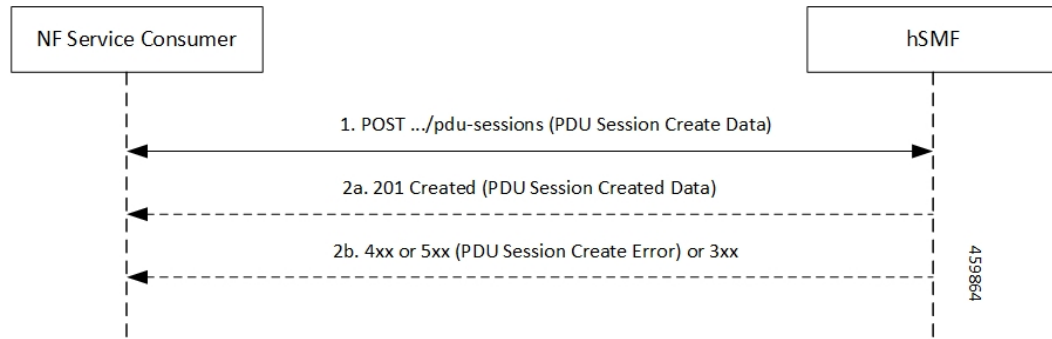 NF Service Consumer
hSMF
1. POST .../pdu-sessions (PDU Session Create Data)
2a. 201 Created (PDU Session Created Data)
2b. 4xx or 5xx (PDU Session Create Error) or 3xx
459864